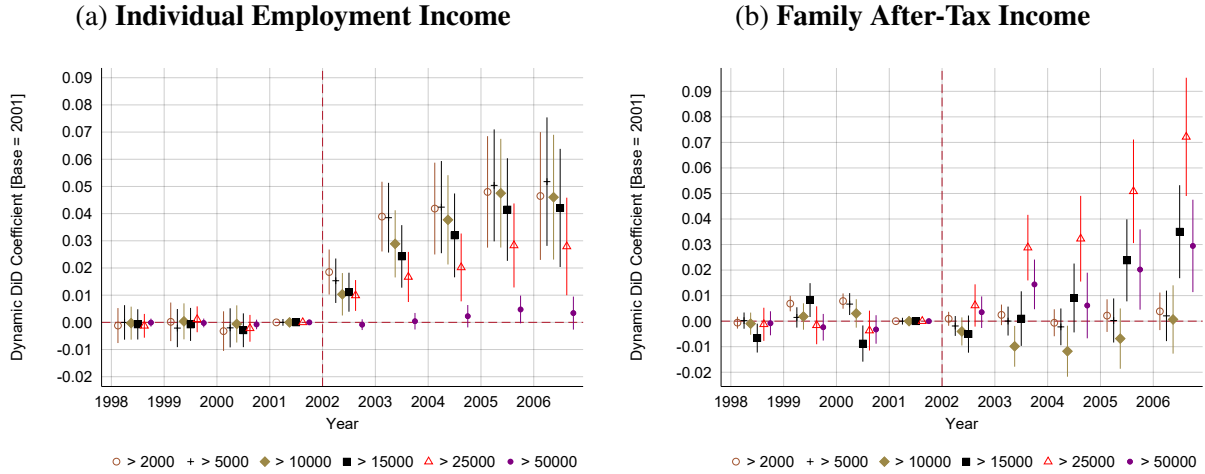 (a) Individual Employment Income
Dynamic DiD Coefficient [Base = 2001]
0.09
0.08
0.07
0.06
0.05
0.04
0.03
0.02
0.01
0.00
-0.01
-0.02
1998 1999 2000 2001 2002 2003 2004 2005 2006
Year
> 2000 > 5000 > 10000 > 15000 > 25000 > 50000
(b) Family After-Tax Income
Dynamic DiD Coefficient [Base = 2001]
0.09
0.08
0.07
0.06
0.05
0.04
0.03
0.02
0.01
0.00
-0.01
-0.02
1998 1999 2000 2001 2002 2003 2004 2005 2006
Year
> 2000 > 5000 > 10000 > 15000 > 25000 > 50000